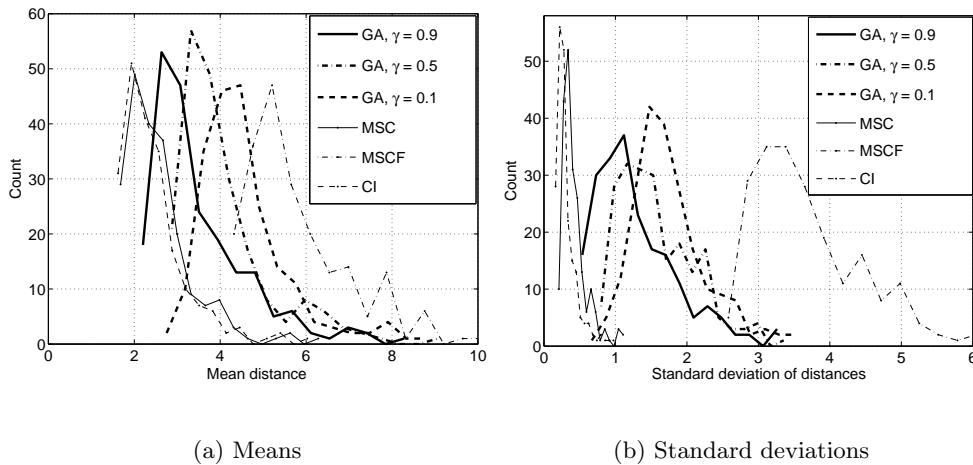 60
50
40
30
20
10
0
Count
0 2 4 6 8 10
Mean distance
GA, γ = 0.9
GA, γ = 0.5
GA, γ = 0.1
MSC
MSCF
CI
(a) Means
60
50
40
30
20
10
0
Count
0 1 2 3 4 5 6
Standard deviation of distances
GA, γ = 0.9
GA, γ = 0.5
GA, γ = 0.1
MSC
MSCF
CI
(b) Standard deviations